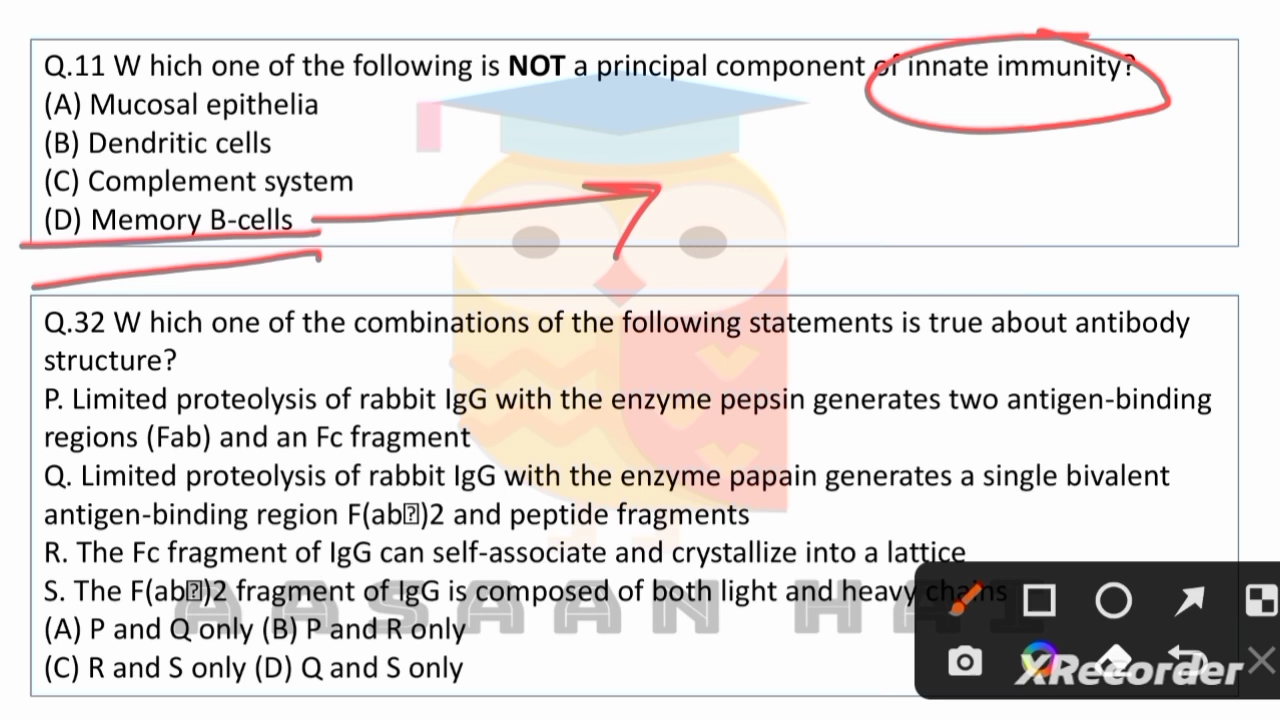 Q.11 W hich one of the following is NOT a principal component of innate immunity?
(A) Mucosal epithelia
(B) Dendritic cells
(C) Complement system
(D) Memory B-cells
Q.32 W hich one of the combinations of the following statements is true about antibody
structure?
P. Limited proteolysis of rabbit IgG with the enzyme pepsin generates two antigen-binding
regions (Fab) and an Fc fragment
Q. Limited proteolysis of rabbit IgG with the enzyme papain generates a single bivalent
antigen-binding region F(ab⍰)2 and peptide fragments
R. The Fc fragment of IgG can self-associate and crystallize into a lattice
S. The F(ab⍰)2 fragment of IgG is composed of both light and heavy chains
(A) P and Q only (B) P and R only
(C) R and S only (D) Q and S only
AASAAN HAI
XRecorder